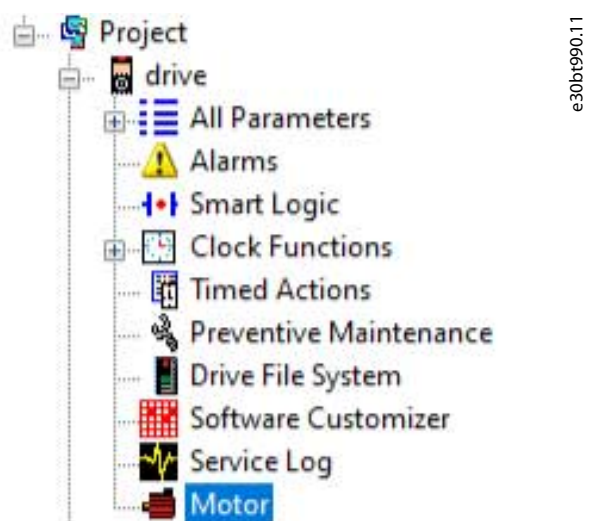 Project
drive
All Parameters
Alarms
Smart Logic
Clock Functions
Timed Actions
Preventive Maintenance
Drive File System
Software Customizer
Service Log
Motor
e30bt990.11